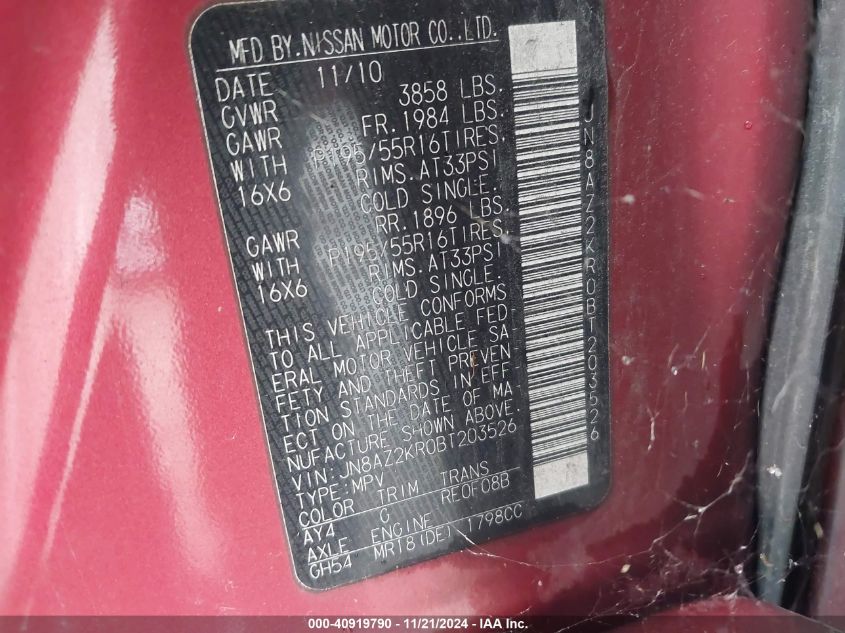 MFD BY.NISSAN MOTOR CO.,LTD.
DATE 11/10
GVWR 3858 LBS.
GAWR FR.1984 LBS.
WITH P195/55R16TIRES.
16X6 RIMS.AT33PSI
COLD SINGLE.
GAWR RR.1896 LBS.
WITH P195/55R16TIRES.
16X6 RIMS.AT33PSI
COLD SINGLE.
THIS VEHICLE CONFORMS
TO ALL APPLICABLE FED
ERAL MOTOR VEHICLE SA
FETY AND THEFT PREVEN
TION STANDARDS IN EFF
ECT ON THE DATE OF MA
NUFACTURE SHOWN ABOVE.
VIN:JN8AZ2KR0BT203526
TYPE:MPV
COLOR TRIM TRANS
AY4 G RE0F08B
AXLE ENGINE
GH54 MR18(DE) 1798CC
JN8AZ2KR0BT203526
000-40919790 - 11/21/2024 - IAA Inc.